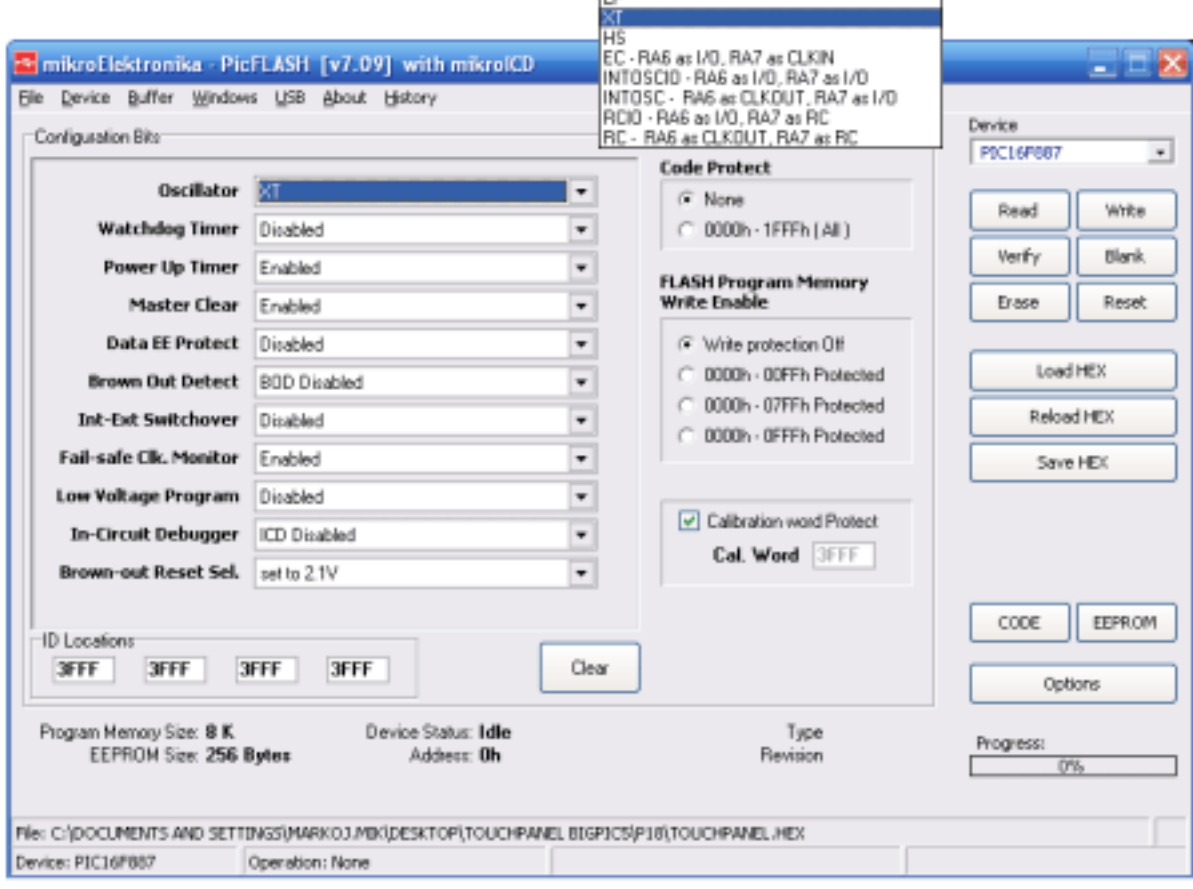 XT
HS
EC - RA6 as I/O, RA7 as CLKIN
INTOSCIO - RA6 as I/O, RA7 as I/O
INTOSC - RA6 as CLKOUT, RA7 as I/O
RCIO - RA6 as I/O, RA7 as RC
RC - RA6 as CLKOUT, RA7 as RC
mikroElektronika - PicFLASH [v7.09] with mikroICD
File Device Buffer Windows USB About History
Configuration Bits
Oscillator XT
Watchdog Timer Disabled
Power Up Timer Enabled
Master Clear Enabled
Data EE Protect Disabled
Brown Out Detect BOD Disabled
Int-Ext Switchover Disabled
Fail-safe Clk. Monitor Enabled
Low Voltage Program Disabled
In-Circuit Debugger ICD Disabled
Brown-out Reset Sel. set to 2.1V
Code Protect
None
0000h - 1FFFh ( All )
FLASH Program Memory
Write Enable
Write protection Off
0000h - 00FFh Protected
0000h - 07FFh Protected
0000h - 0FFFh Protected
Calibration word Protect
Cal. Word 3FFF
ID Locations
3FFF 3FFF 3FFF 3FFF
Clear
Device
PIC16F887
Read Write
Verify Blank
Erase Reset
Load HEX
Reload HEX
Save HEX
CODE EEPROM
Options
Progress:
0%
Program Memory Size: 8 K Device Status: Idle Type
EEPROM Size: 256 Bytes Address: 0h Revision
File: C:\DOCUMENTS AND SETTINGS\MARKOJ.MIK\DESKTOP\TOUCHPANEL BIGPIC5\P18\TOUCHPANEL.HEX
Device: PIC16F887 Operation: None